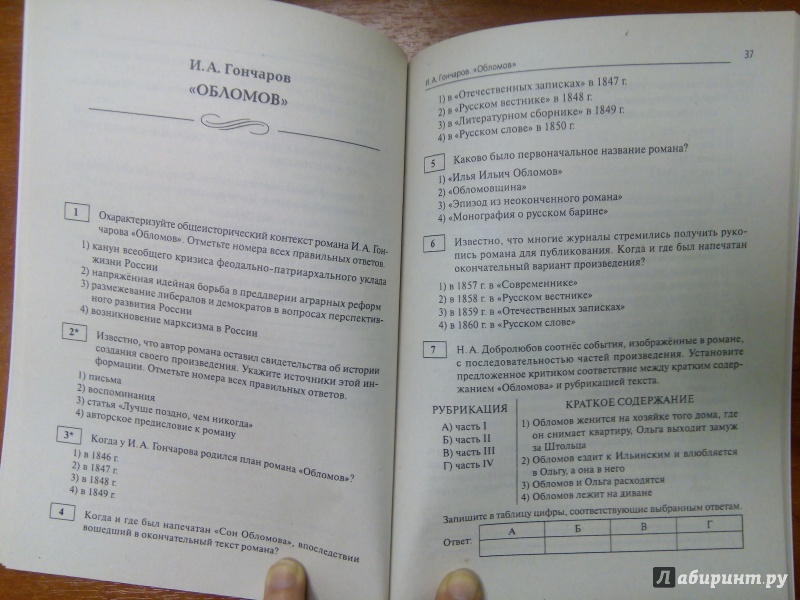 И. А. Гончаров
«ОБЛОМОВ»
1 Охарактеризуйте общеисторический контекст романа И. А. Гон-
чарова «Обломов». Отметьте номера всех правильных ответов.
1) канун всеобщего кризиса феодально-патриархального уклада
жизни России
2) напряжённая идейная борьба в преддверии аграрных реформ
3) размежевание либералов и демократов в вопросах перспектив-
ного развития России
4) возникновение марксизма в России
2* Известно, что автор романа оставил свидетельства об истории
создания своего произведения. Укажите источники этой ин-
формации. Отметьте номера всех правильных ответов.
1) письма
2) воспоминания
3) статья «Лучше поздно, чем никогда»
4) авторское предисловие к роману
3* Когда у И. А. Гончарова родился план романа «Обломов»?
1) в 1846 г.
2) в 1847 г.
3) в 1848 г.
4) в 1849 г.
4 Когда и где был напечатан «Сон Обломова», впоследствии
вошедший в окончательный текст романа?
И. А. Гончаров. «Обломов» 37
1) в «Отечественных записках» в 1847 г.
2) в «Русском вестнике» в 1848 г.
3) в «Литературном сборнике» в 1849 г.
4) в «Русском слове» в 1850 г.
5 Каково было первоначальное название романа?
1) «Илья Ильич Обломов»
2) «Обломовщина»
3) «Эпизод из неоконченного романа»
4) «Монография о русском барине»
6 Известно, что многие журналы стремились получить руко-
пись романа для публикования. Когда и где был напечатан
окончательный вариант произведения?
1) в 1857 г. в «Современнике»
2) в 1858 г. в «Русском вестнике»
3) в 1859 г. «Отечественных записках»
4) в 1860 г. в «Русском слове»
7 Н. А. Добролюбов соотнёс события, изображённые в романе,
с последовательностью частей произведения. Установите
предложенное критиком соответствие между кратким содер-
жанием «Обломова» и рубрикацией текста.
РУБРИКАЦИЯ
А) часть I
Б) часть II
В) часть III
Г) часть IV
КРАТКОЕ СОДЕРЖАНИЕ
1) Обломов женится на хозяйке того дома, где
он снимает квартиру, Ольга выходит замуж
за Штольца
2) Обломов ездит к Ильинским и влюбляется
в Ольгу, а она в него
3) Обломов и Ольга расходятся
4) Обломов лежит на диване
Запишите в таблицу цифры, соответствующие выбранным ответам.
Ответ: А Б В Г
Лабиринт.ру